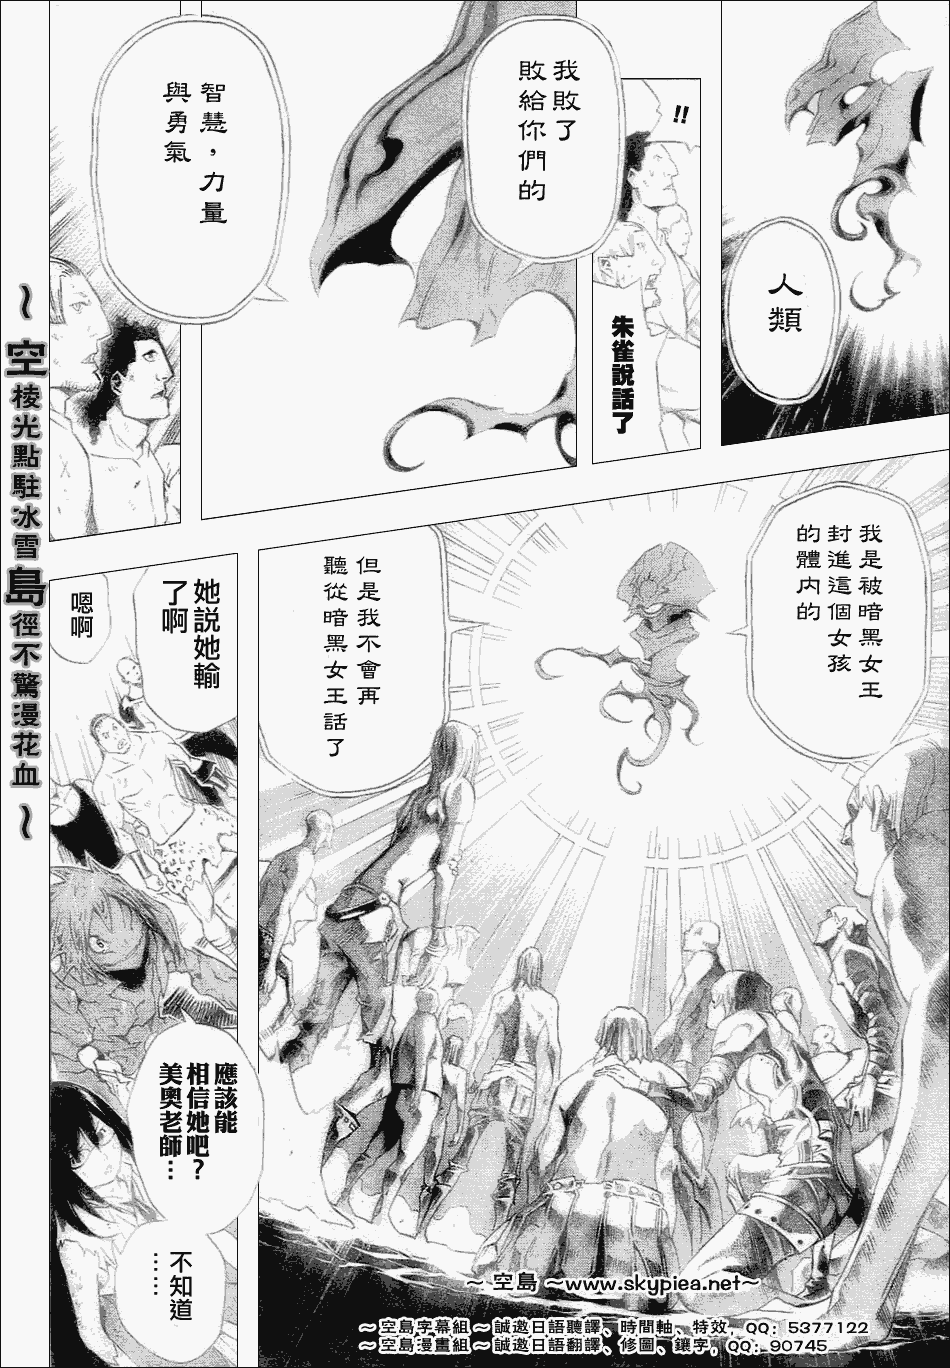 人類
!!
朱雀說話了
我敗了
敗給你們的
智慧，力量
與勇氣
我是被暗黑女王
封進這個女孩
的體内的
但是我不會再
聽從暗黑女王話了
她説她輸
了啊
嗯啊
應該能
相信她吧？
美奧老師…
不知道
……
～空棱光點駐冰雪島徑不驚漫花血～
～空島～www.skypiea.net～
～空島字幕組～誠邀日語聽譯、時間軸、特效，QQ：5377122
～空島漫畫組～誠邀日語翻譯、修圖、鑲字，QQ：90745